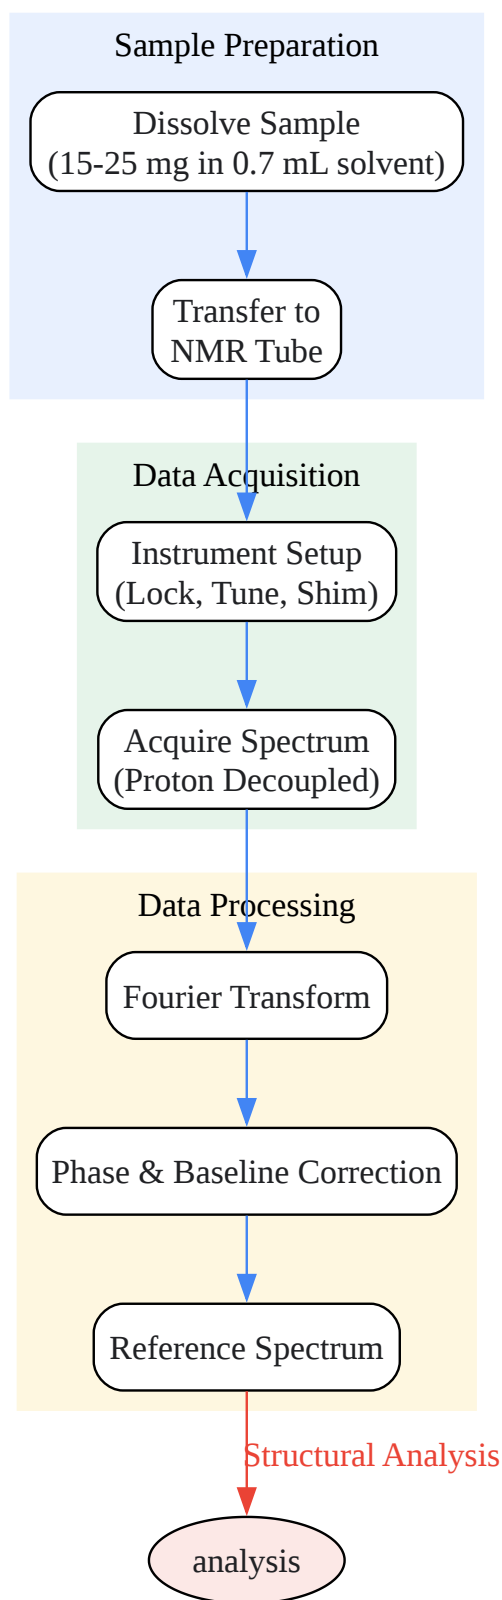 Sample Preparation
Dissolve Sample
(15-25 mg in 0.7 mL solvent)
Transfer to
NMR Tube
Data Acquisition
Instrument Setup
(Lock, Tune, Shim)
Acquire Spectrum
(Proton Decoupled)
Data Processing
Fourier Transform
Phase & Baseline Correction
Reference Spectrum
Structural Analysis
analysis